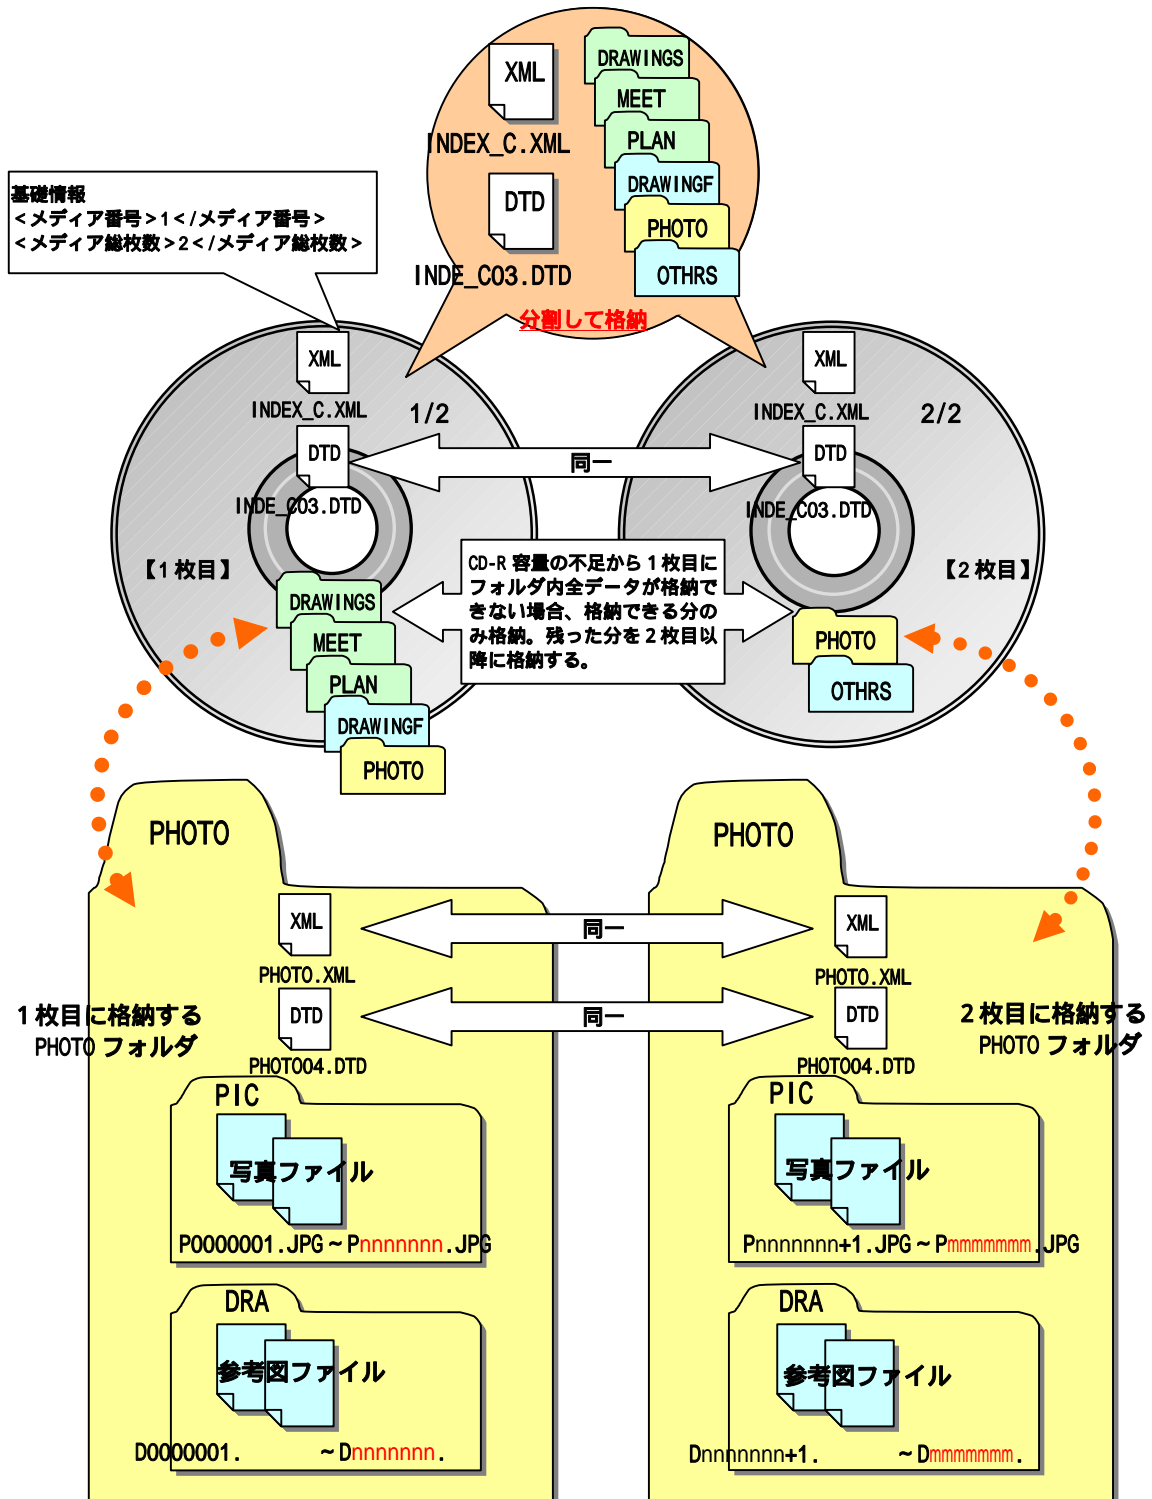 XML
INDEX_C.XML
DTD
INDE_C03.DTD
DRAWINGS
MEET
PLAN
DRAWINGF
PHOTO
OTHRS
分割して格納
基礎情報
<メディア番号>1</メディア番号>
<メディア総枚数>2</メディア総枚数>
XML
INDEX_C.XML
1/2
DTD
INDE_C03.DTD
【1枚目】
DRAWINGS
MEET
PLAN
DRAWINGF
PHOTO
同一
CD-R 容量の不足から1枚目に
フォルダ内全データが格納で
きない場合、格納できる分の
み格納。残った分を2枚目以
降に格納する。
XML
INDEX_C.XML
2/2
DTD
INDE_C03.DTD
【2枚目】
PHOTO
OTHRS
PHOTO
XML
PHOTO.XML
DTD
PHOTO04.DTD
1枚目に格納する
PHOTO フォルダ
PIC
写真ファイル
P0000001.JPG～Pnnnnnnn.JPG
DRA
参考図ファイル
D0000001. ～Dnnnnnnn.
同一
同一
PHOTO
XML
PHOTO.XML
DTD
PHOTO04.DTD
2枚目に格納する
PHOTO フォルダ
PIC
写真ファイル
Pnnnnnnn+1.JPG～Pmmmmmmm.JPG
DRA
参考図ファイル
Dnnnnnnn+1. ～Dmmmmmmm.